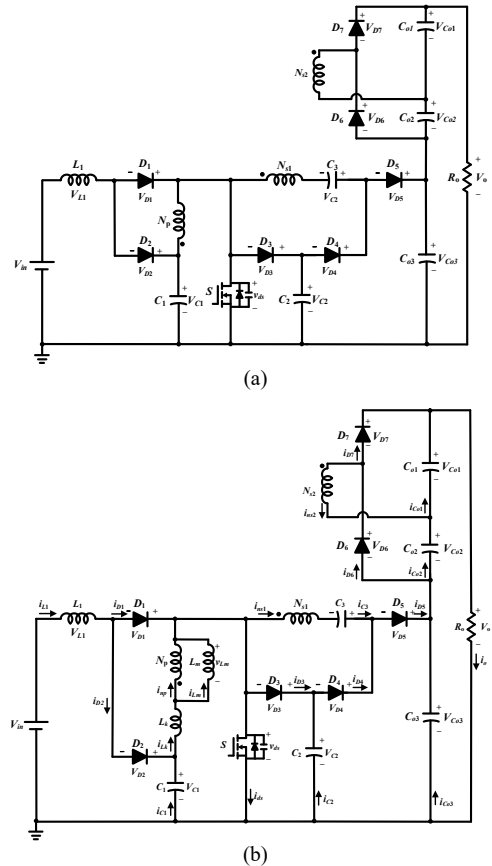 D7 + VD7 −
Co1 + VCo1 −
Ns2
D6 + VD6 −
Co2 + VCo2 −
L1 VL1
− D1 + VD1
Ns1
− C3 + VC2
− D5 + VD5
Ro + Vo −
Np
D2 − + VD2
− D3 + VD3
− D4 + VD4
Vin
C1 + VC1 −
S + vds −
C2 + VC2 −
Co3 + VCo3 −
(a)
D7 + VD7 −
iD7
Co1 + VCo1 −
Ns2
ins2
iCo1
D6 + VD6 −
iD6
Co2 + VCo2 −
iCo2
iL1 L1 VL1
iD1 − D1 + VD1
ins1 Ns1
− C3 + iC3
− D5 + VD5 iD5
Ro + Vo −
io
Np
Lm + vLm −
inp iLm
iD2
Lk
iLk
− D3 + VD3 iD3
− D4 + VD4 iD4
Vin
− D2 + VD2
C1 + VC1 −
iC1
S + vds −
ids
C2 + VC2 −
iC2
Co3 + VCo3 −
iCo3
(b)